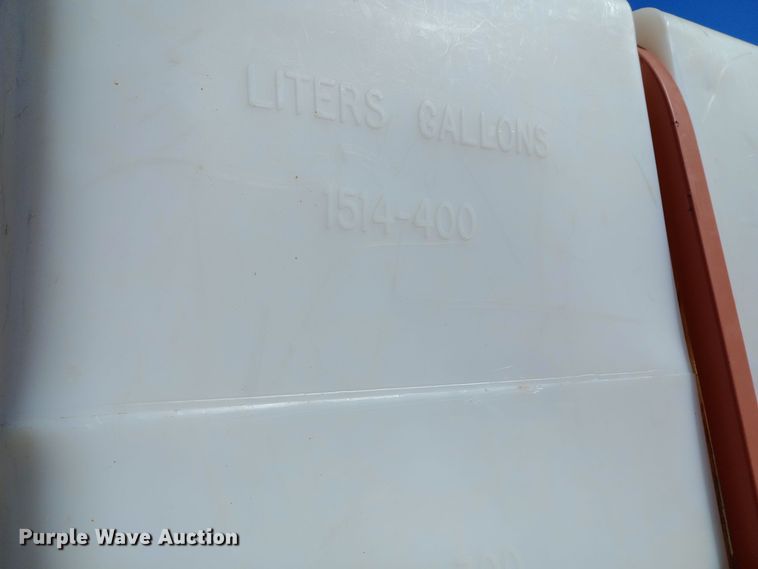 LITERS GALLONS
1514-400
Purple Wave Auction